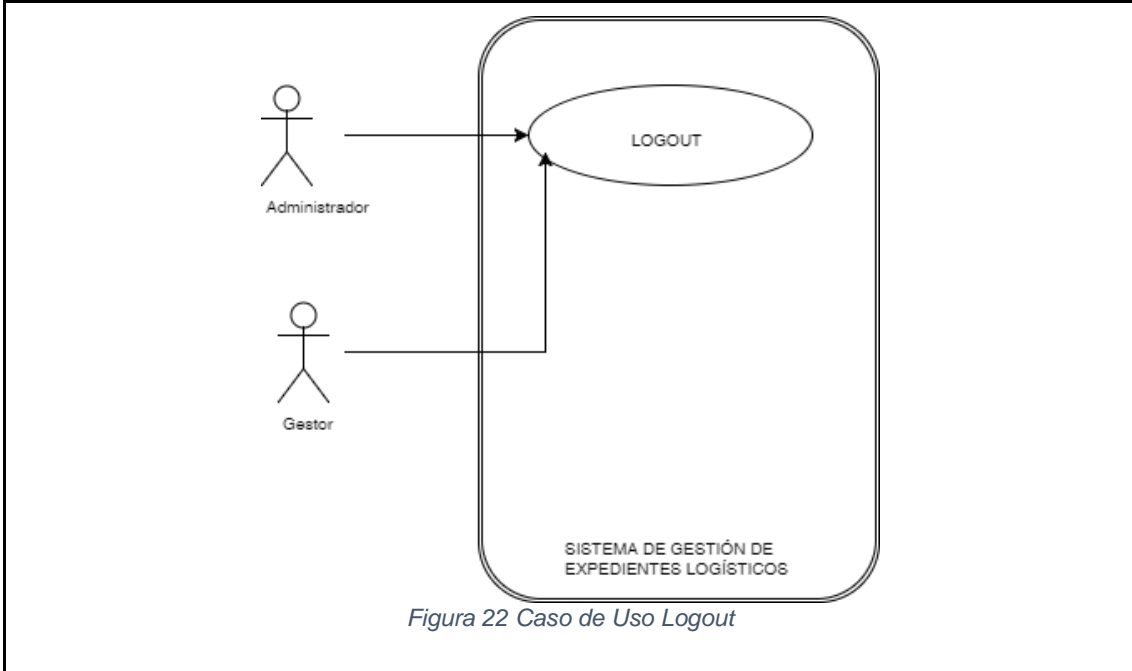 LOGOUT
Administrador
Gestor
SISTEMA DE GESTIÓN DE
EXPEDIENTES LOGÍSTICOS
Figura 22 Caso de Uso Logout